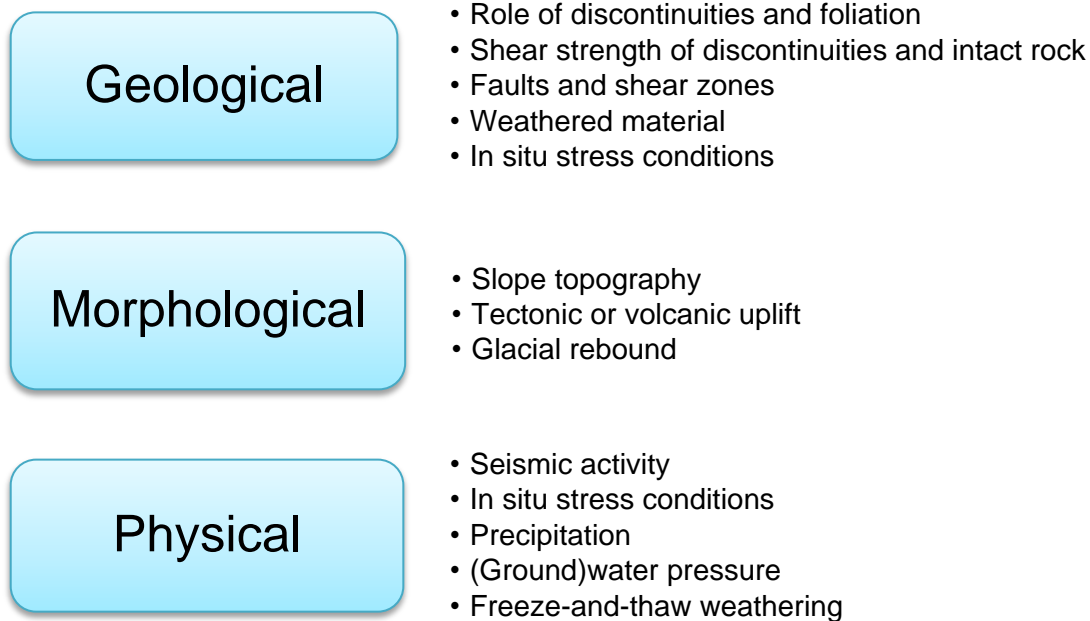 Geological
• Role of discontinuities and foliation
• Shear strength of discontinuities and intact rock
• Faults and shear zones
• Weathered material
• In situ stress conditions
Morphological
• Slope topography
• Tectonic or volcanic uplift
• Glacial rebound
Physical
• Seismic activity
• In situ stress conditions
• Precipitation
• (Ground)water pressure
• Freeze-and-thaw weathering